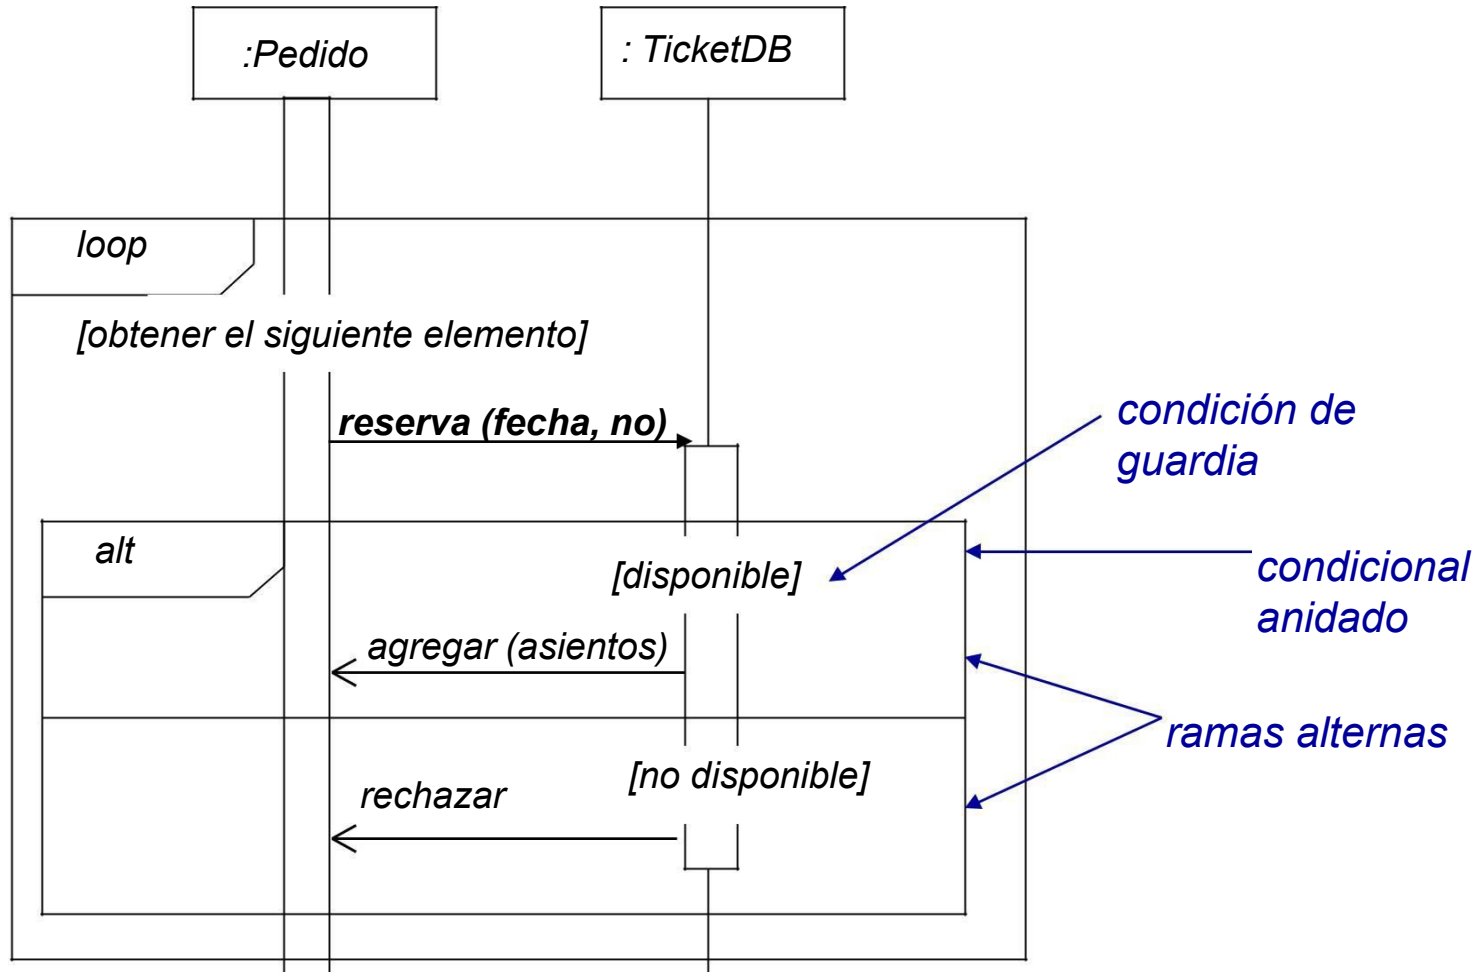 :Pedido
: TicketDB
loop
[obtener el siguiente elemento]
reserva (fecha, no)
condición de
guardia
alt
[disponible]
condicional
anidado
agregar (asientos)
ramas alternas
[no disponible]
rechazar